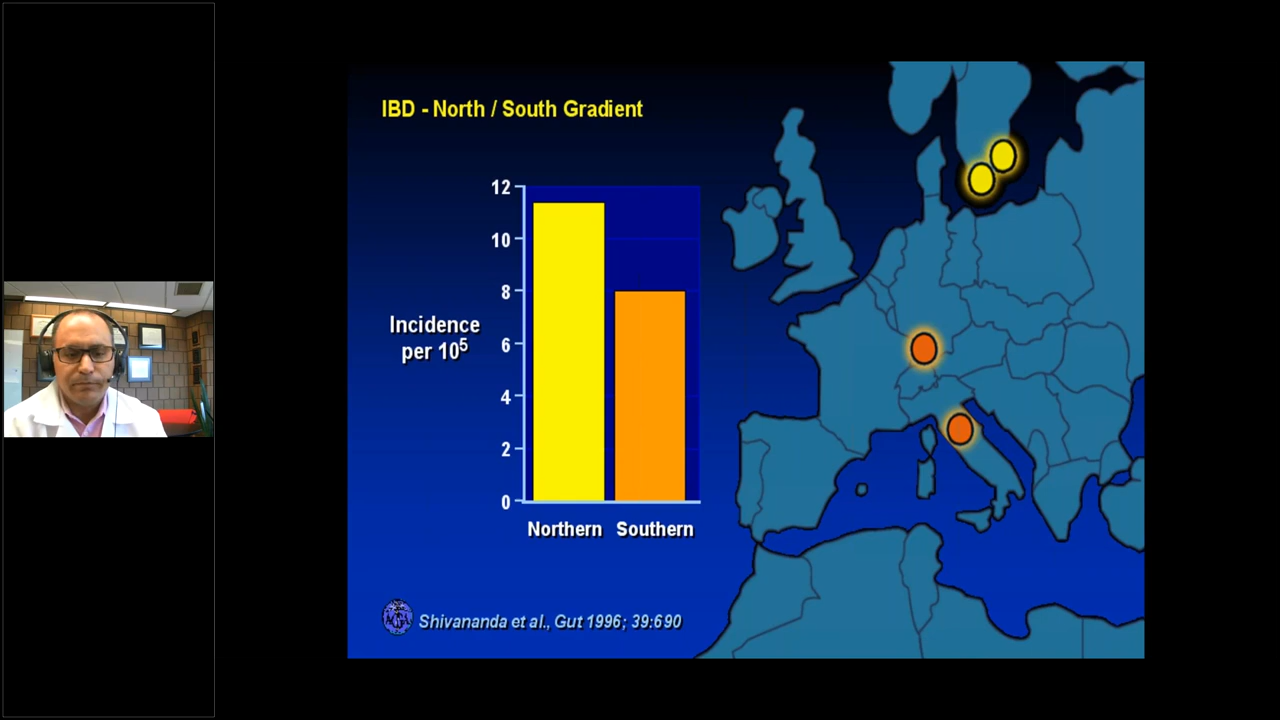 IBD - North / South Gradient
12
10
8
6
4
2
0
Incidence
per 10⁵
Northern Southern
Shivananda et al., Gut 1996; 39:690